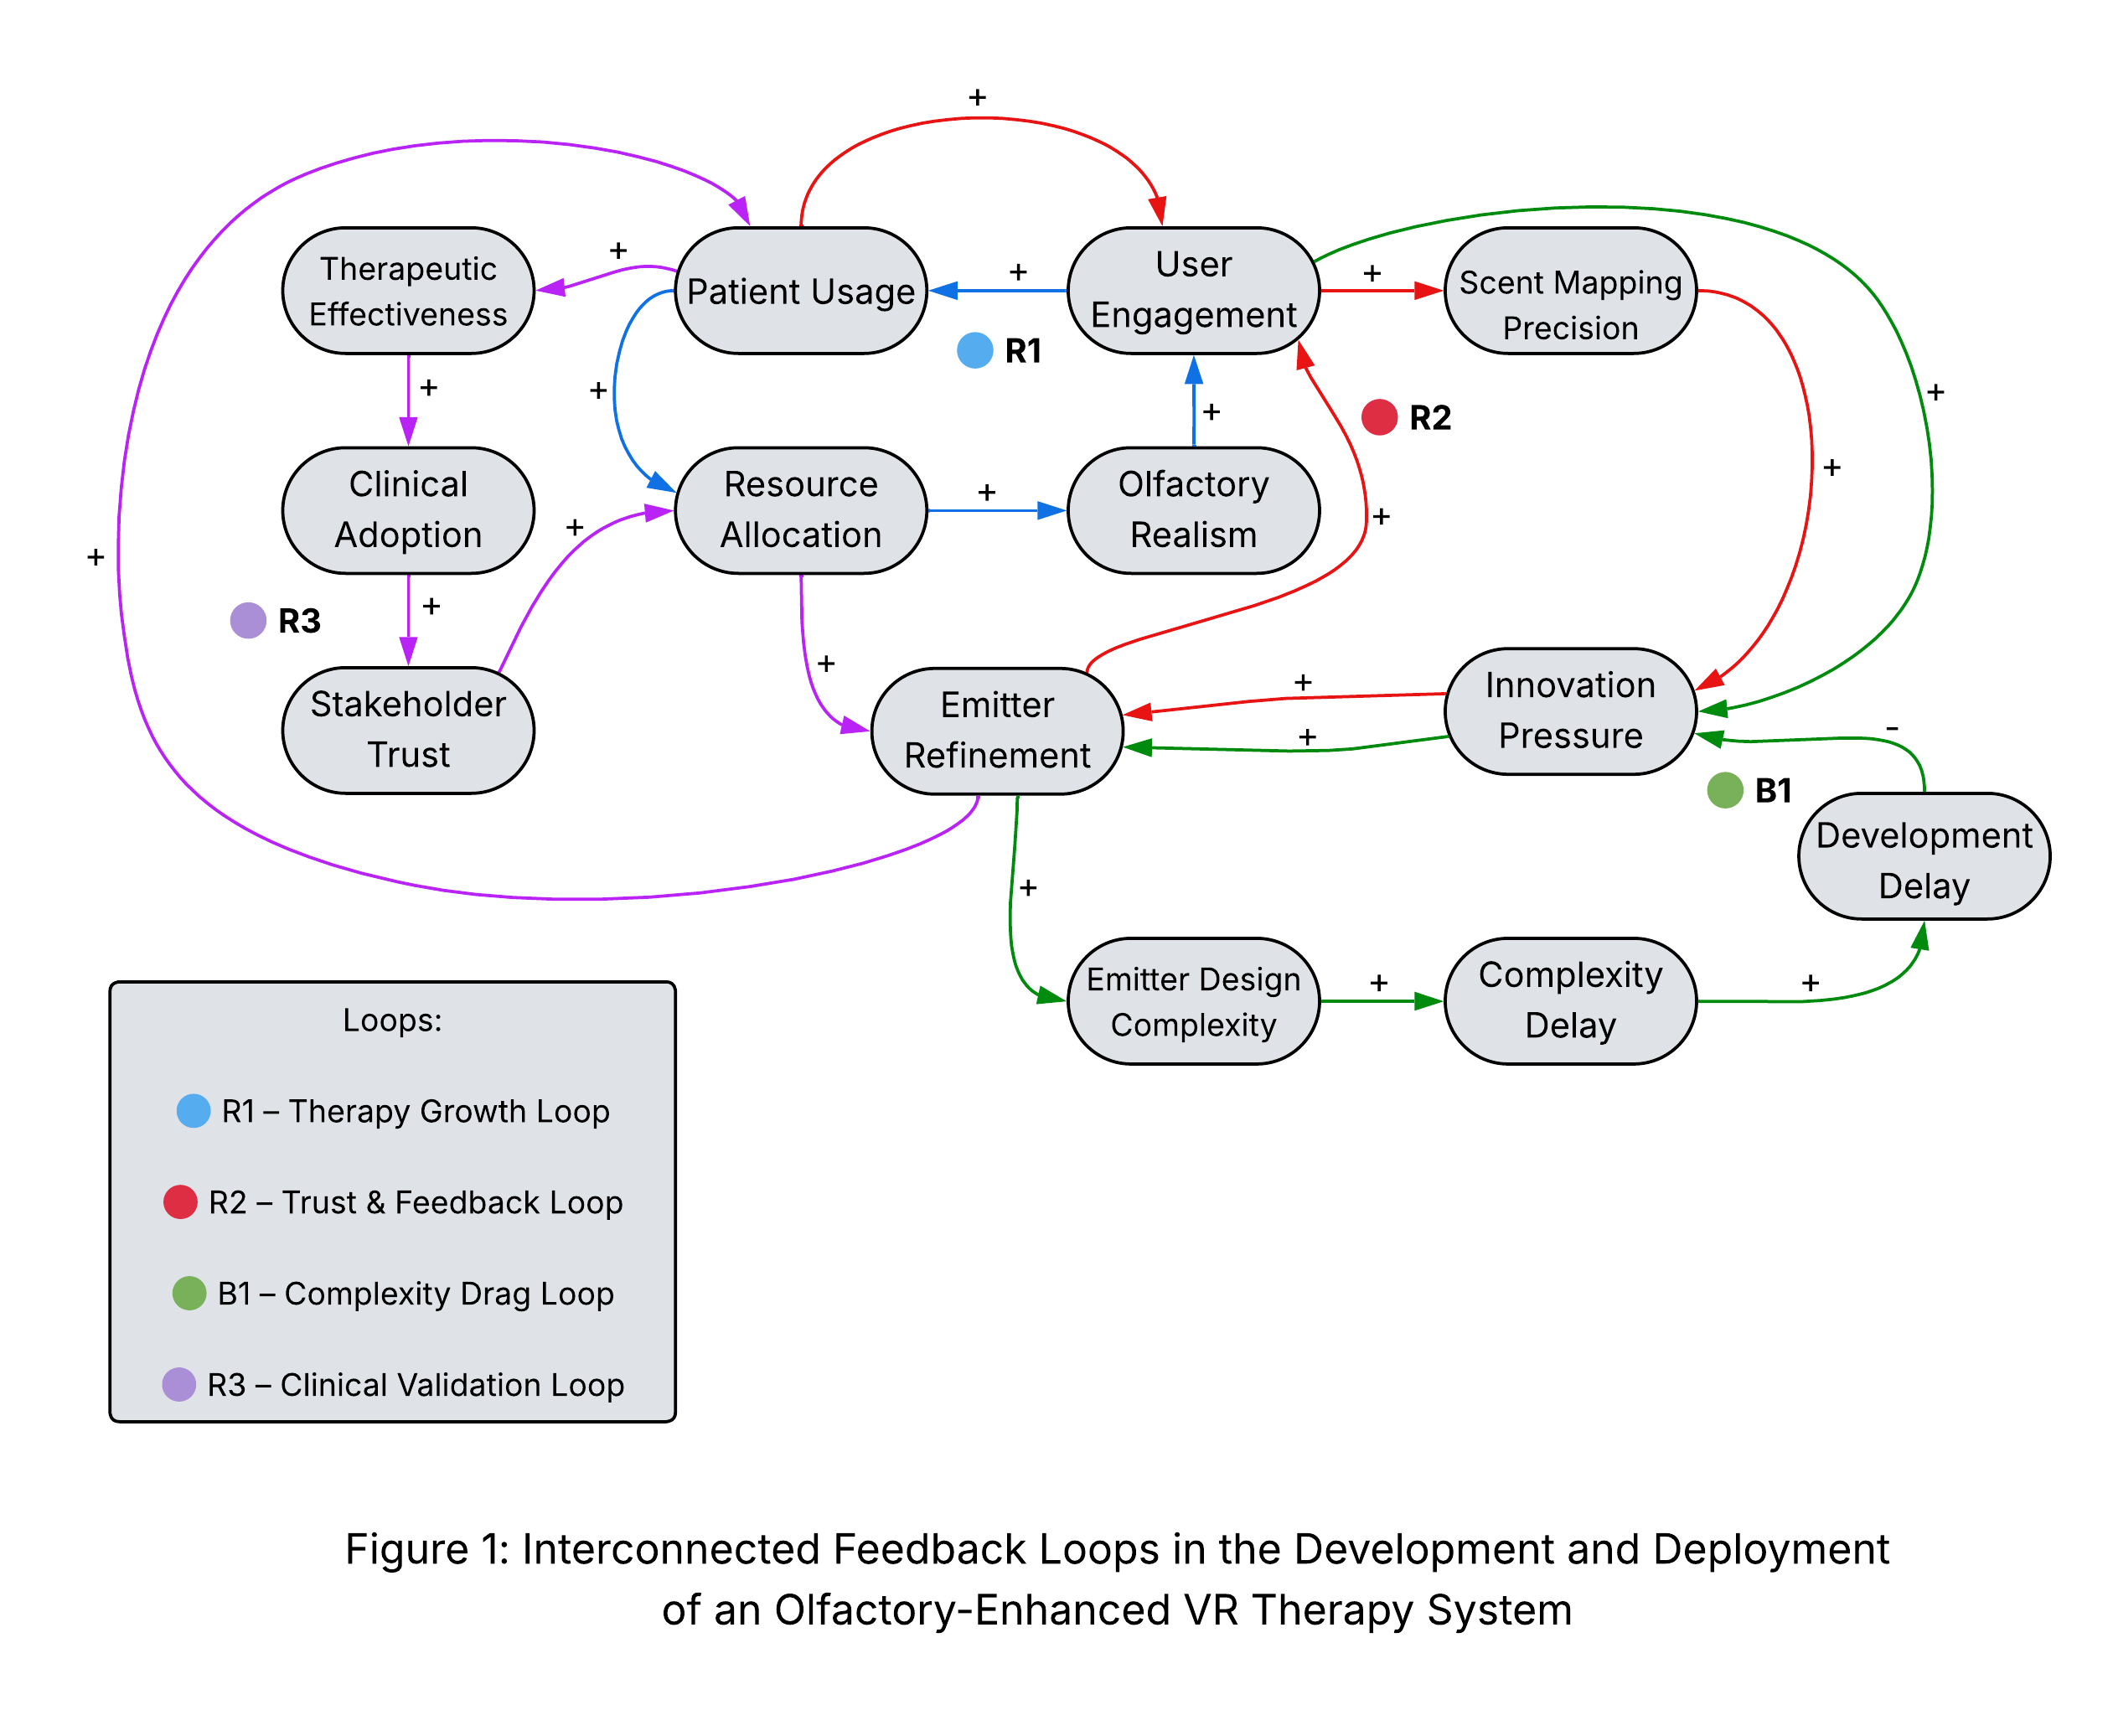 +
+
Therapeutic
Effectiveness
+
Patient Usage
+
User
Engagement
+
Scent Mapping
Precision
R1
+
+
+
R2
+
+
Clinical
Adoption
+
Resource
Allocation
+
Olfactory
Realism
+
+
+
R3
+
Stakeholder
Trust
+
Emitter
Refinement
+
+
Innovation
Pressure
-
B1
Development
Delay
+
Emitter Design
Complexity
+
Complexity
Delay
+
Loops:
R1 – Therapy Growth Loop
R2 – Trust & Feedback Loop
B1 – Complexity Drag Loop
R3 – Clinical Validation Loop
Figure 1: Interconnected Feedback Loops in the Development and Deployment
of an Olfactory-Enhanced VR Therapy System